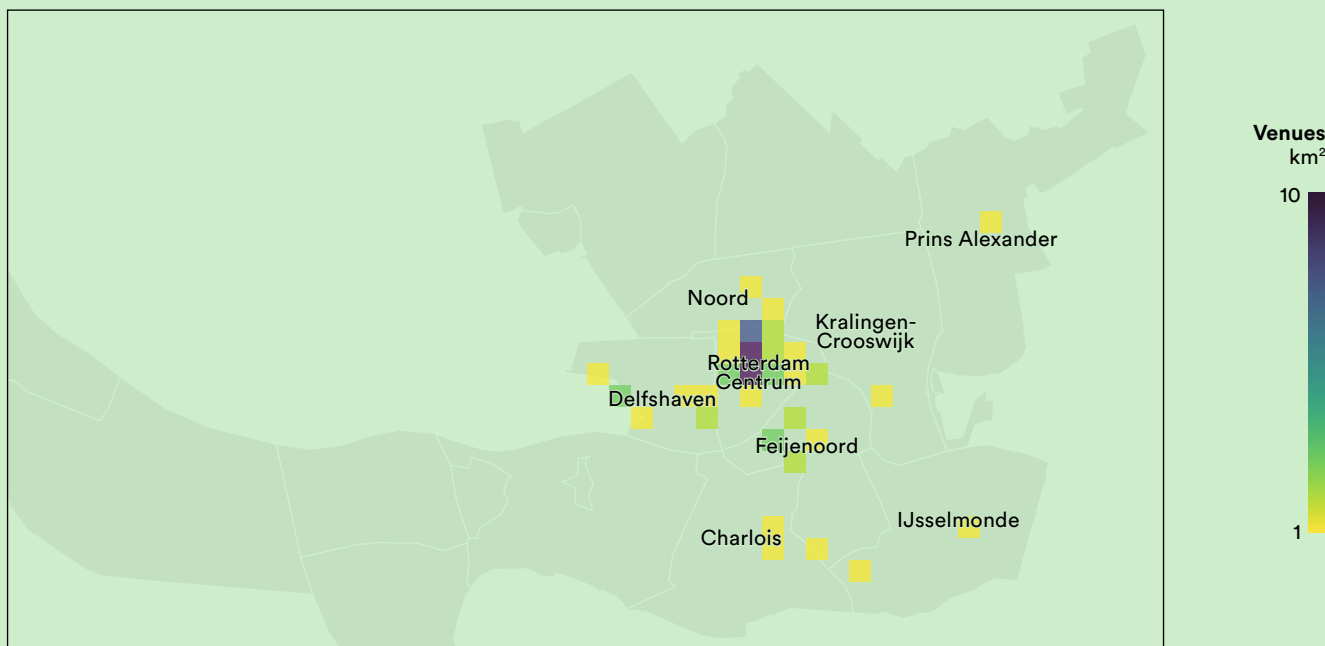 Venues
km²
10
Prins Alexander
Noord
Kralingen-
Crooswijk
Rotterdam
Centrum
Delfshaven
Feijenoord
IJsselmonde
Charlois
1